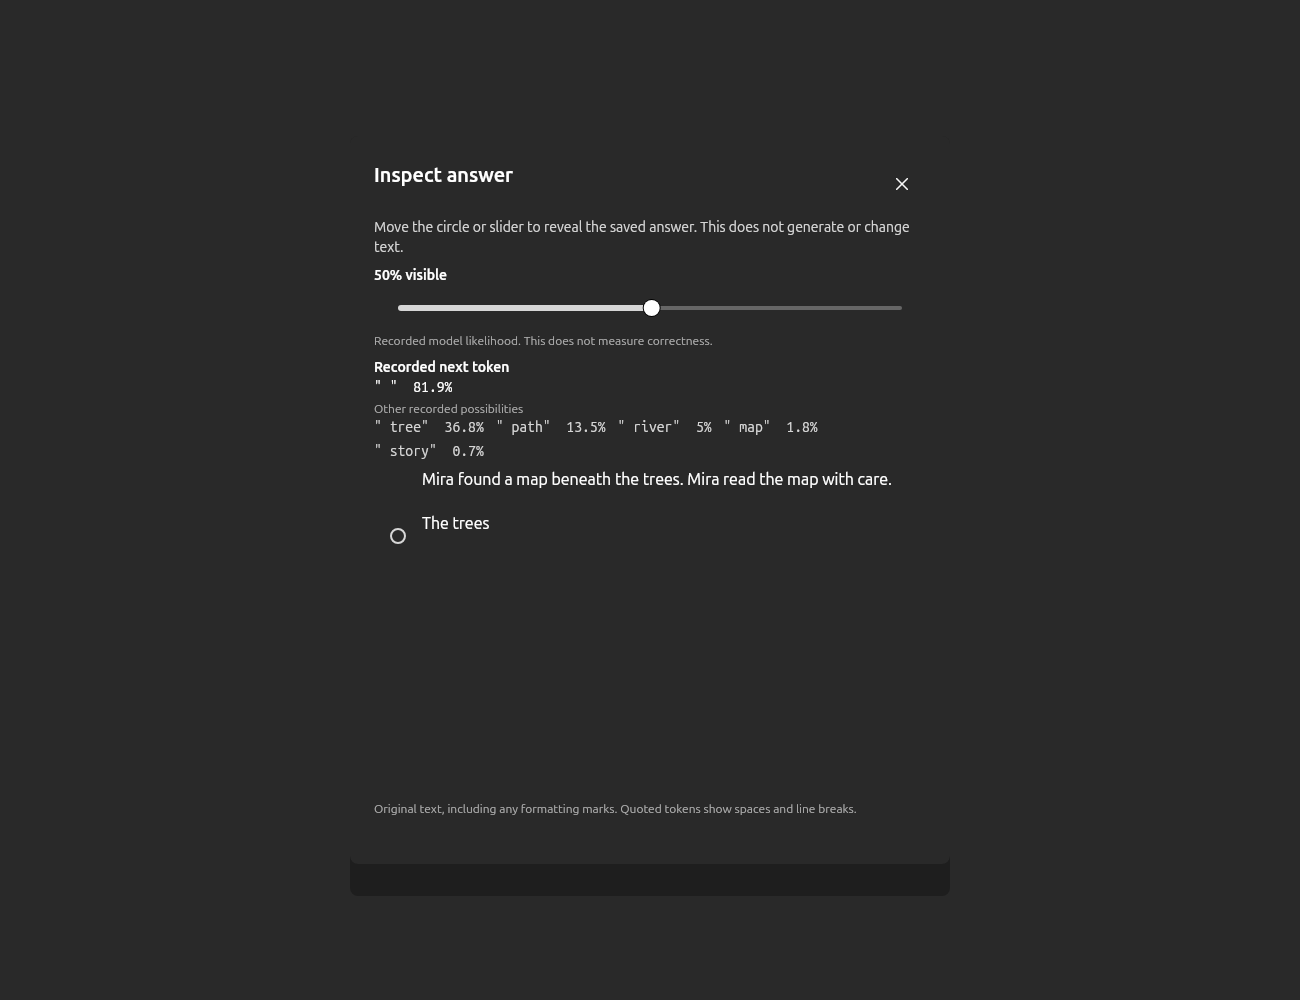 Inspect answer
Move the circle or slider to reveal the saved answer. This does not generate or change
text.
50% visible
Recorded model likelihood. This does not measure correctness.
Recorded next token
" "  81.9%
Other recorded possibilities
" tree"  36.8%  " path"  13.5%  " river"  5%  " map"  1.8%
" story"  0.7%
Mira found a map beneath the trees. Mira read the map with care.
The trees
Original text, including any formatting marks. Quoted tokens show spaces and line breaks.